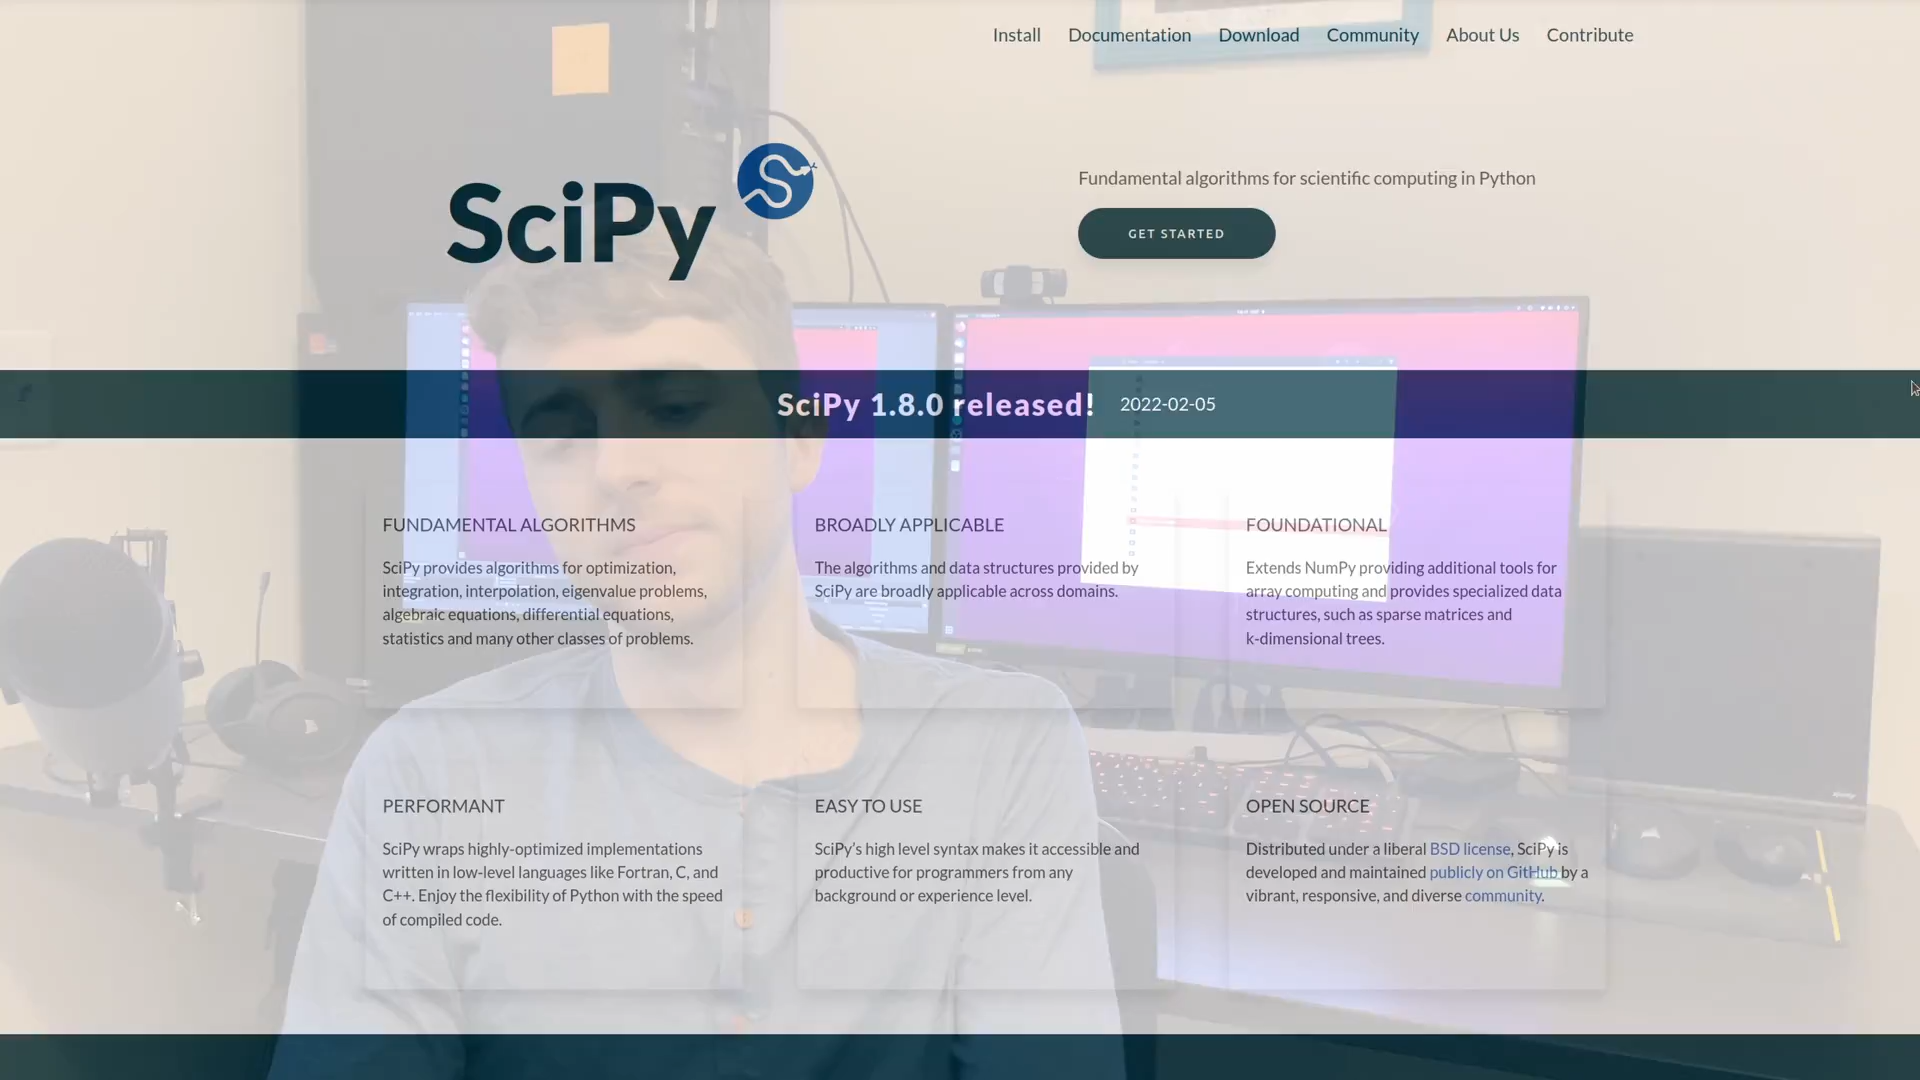 Install Documentation Download Community About Us Contribute
SciPy
Fundamental algorithms for scientific computing in Python
GET STARTED
SciPy 1.8.0 released! 2022-02-05
FUNDAMENTAL ALGORITHMS
SciPy provides algorithms for optimization,
integration, interpolation, eigenvalue problems,
algebraic equations, differential equations,
statistics and many other classes of problems.
BROADLY APPLICABLE
The algorithms and data structures provided by
SciPy are broadly applicable across domains.
FOUNDATIONAL
Extends NumPy providing additional tools for
array computing and provides specialized data
structures, such as sparse matrices and
k-dimensional trees.
PERFORMANT
SciPy wraps highly-optimized implementations
written in low-level languages like Fortran, C, and
C++. Enjoy the flexibility of Python with the speed
of compiled code.
EASY TO USE
SciPy's high level syntax makes it accessible and
productive for programmers from any
background or experience level.
OPEN SOURCE
Distributed under a liberal BSD license, SciPy is
developed and maintained publicly on GitHub by a
vibrant, responsive, and diverse community.